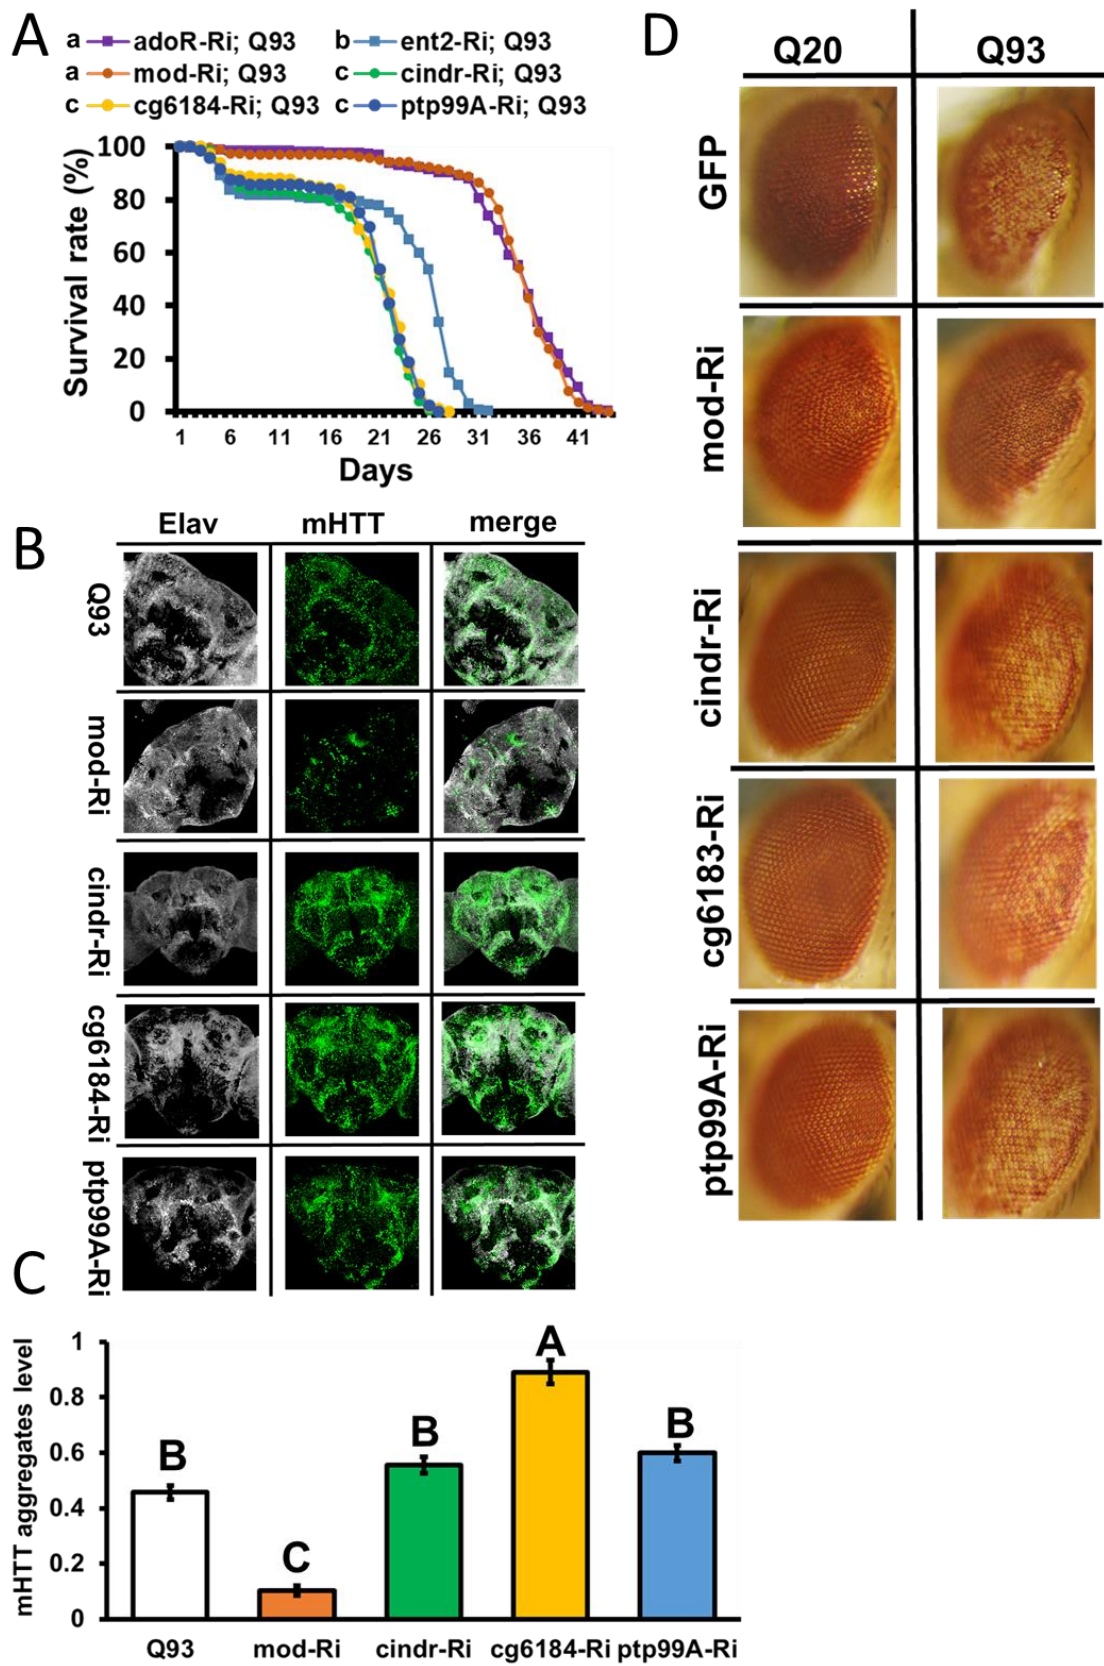 A
a adoR-Ri; Q93 b ent2-Ri; Q93
a mod-Ri; Q93 c cindr-Ri; Q93
c cg6184-Ri; Q93 c ptp99A-Ri; Q93
Survival rate (%)
100
80
60
40
20
0
1 6 11 16 21 26 31 36 41
Days
B
Elav mHTT merge
Q93
mod-Ri
cindr-Ri
cg6184-Ri
ptp99A-Ri
C
mHTT aggregates level
1
0.8
0.6
0.4
0.2
0
B C B A B
Q93 mod-Ri cindr-Ri cg6184-Ri ptp99A-Ri
D
Q20 Q93
GFP
mod-Ri
cindr-Ri
cg6183-Ri
ptp99A-Ri